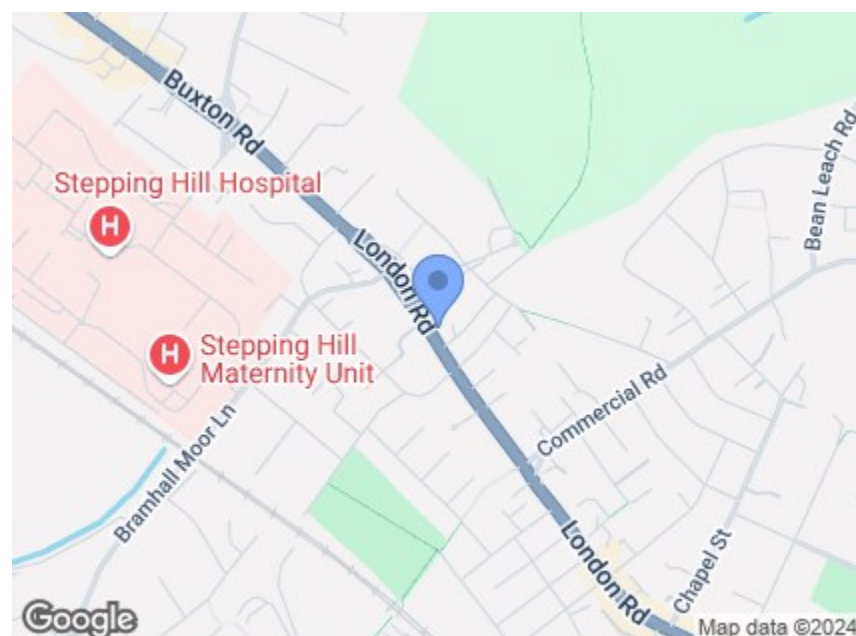 Buxton Rd
Stepping Hill Hospital
H
London Rd
Bean Leach Rd
H
Stepping Hill
Maternity Unit
Commercial Rd
Bramhall Moor Ln
London Rd
Chapel St
Google
Map data ©2024